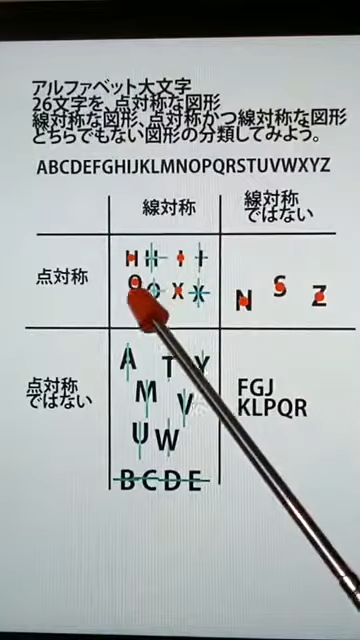 アルファベット大文字
26文字を、点対称な図形
線対称な図形、点対称かつ線対称な図形
どちらでもない図形の分類してみよう。
ABCDEFGHIJKLMNOPQRSTUVWXYZ
線対称
線対称
ではない
点対称
H H I I
O O X X
N S Z
点対称
ではない
A T Y
M V
U W
BCDE
FGJ
KLPQR